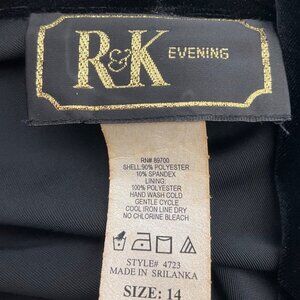 R&K EVENING
RN# 89700
SHELL:90% POLYESTER
10% SPANDEX
LINING:
100% POLYESTER
HAND WASH COLD
GENTLE CYCLE
COOL IRON LINE DRY
NO CHLORINE BLEACH
STYLE# 4723
MADE IN SRILANKA
SIZE: 14